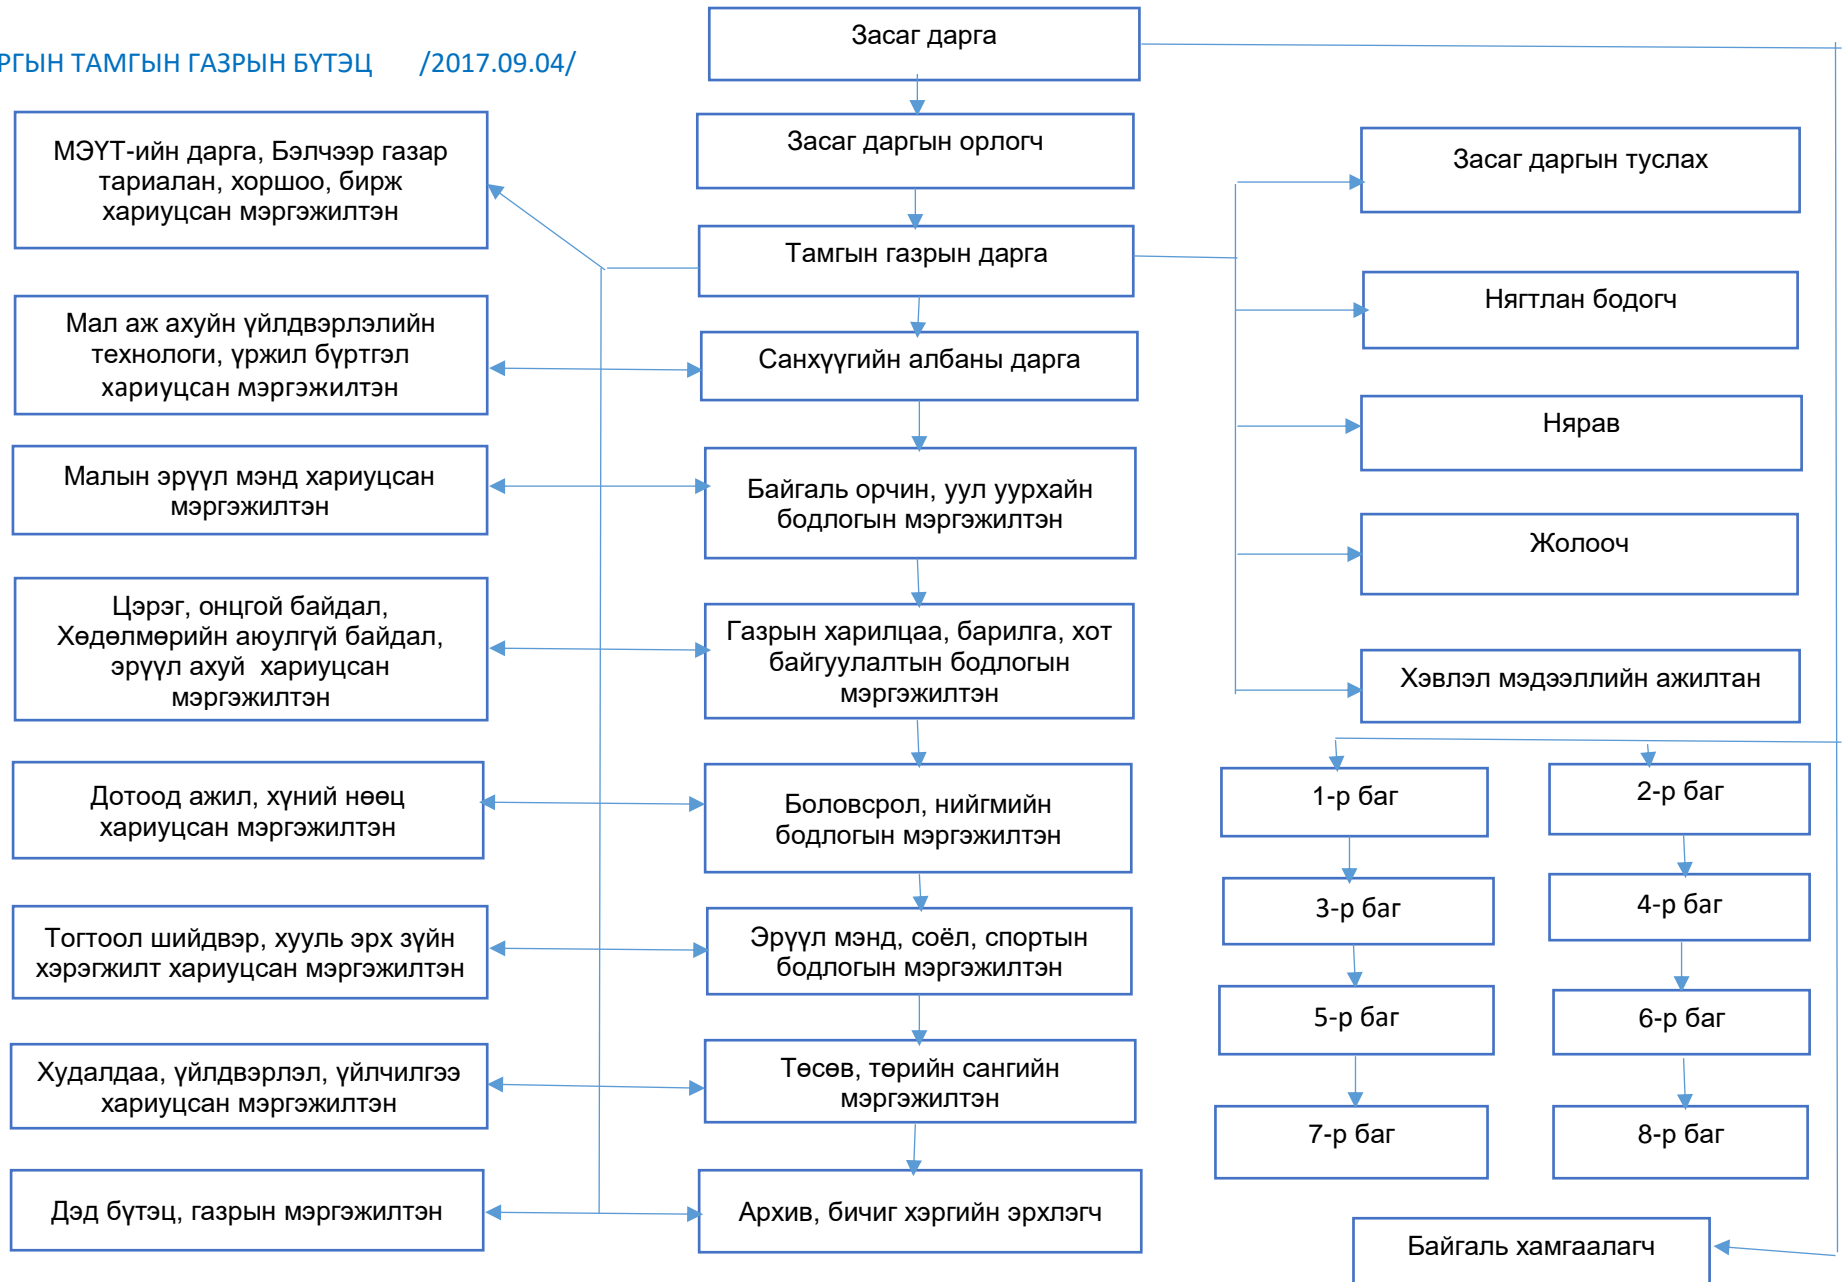 РГЫН ТАМГЫН ГАЗРЫН БҮТЭЦ /2017.09.04/
Засаг дарга
Засаг даргын орлогч
Тамгын газрын дарга
Санхүүгийн албаны дарга
Байгаль орчин, уул уурхайн
бодлогын мэргэжилтэн
Газрын харилцаа, барилга, хот
байгуулалтын бодлогын
мэргэжилтэн
Боловсрол, нийгмийн
бодлогын мэргэжилтэн
Эрүүл мэнд, соёл, спортын
бодлогын мэргэжилтэн
Төсөв, төрийн сангийн
мэргэжилтэн
Архив, бичиг хэргийн эрхлэгч
МЭҮТ-ийн дарга, Бэлчээр газар
тариалан, хоршоо, бирж
хариуцсан мэргэжилтэн
Мал аж ахуйн үйлдвэрлэлийн
технологи, үржил бүртгэл
хариуцсан мэргэжилтэн
Малын эрүүл мэнд хариуцсан
мэргэжилтэн
Цэрэг, онцгой байдал,
Хөдөлмөрийн аюулгүй байдал,
эрүүл ахуй хариуцсан
мэргэжилтэн
Дотоод ажил, хүний нөөц
хариуцсан мэргэжилтэн
Тогтоол шийдвэр, хууль эрх зүйн
хэрэгжилт хариуцсан мэргэжилтэн
Худалдаа, үйлдвэрлэл, үйлчилгээ
хариуцсан мэргэжилтэн
Дэд бүтэц, газрын мэргэжилтэн
Засаг даргын туслах
Нягтлан бодогч
Нярав
Жолооч
Хэвлэл мэдээллийн ажилтан
1-р баг
2-р баг
3-р баг
4-р баг
5-р баг
6-р баг
7-р баг
8-р баг
Байгаль хамгаалагч